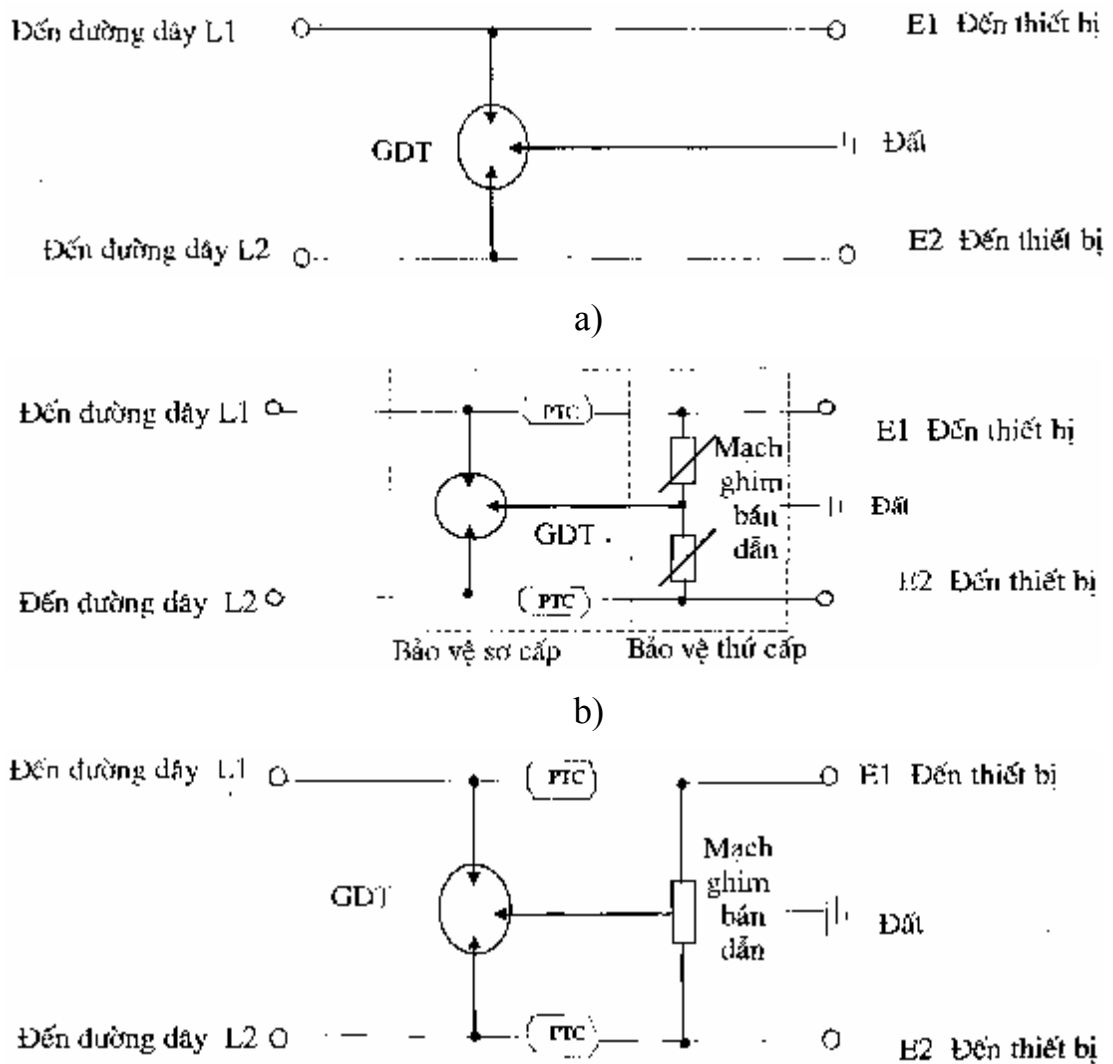 Đến đường dây L1
E1 Đến thiết bị
GDT
Đất
Đến đường dây L2
E2 Đến thiết bị
a)
Đến đường dây L1
PTC
E1 Đến thiết bị
Mạch
ghim
bán
dẫn
Đất
GDT
Đến đường dây L2
PTC
E2 Đến thiết bị
Bảo vệ sơ cấp
Bảo vệ thứ cấp
b)
Đến đường dây L1
PTC
E1 Đến thiết bị
Mạch
ghim
bán
dẫn
GDT
Đất
Đến đường dây L2
PTC
E2 Đến thiết bị